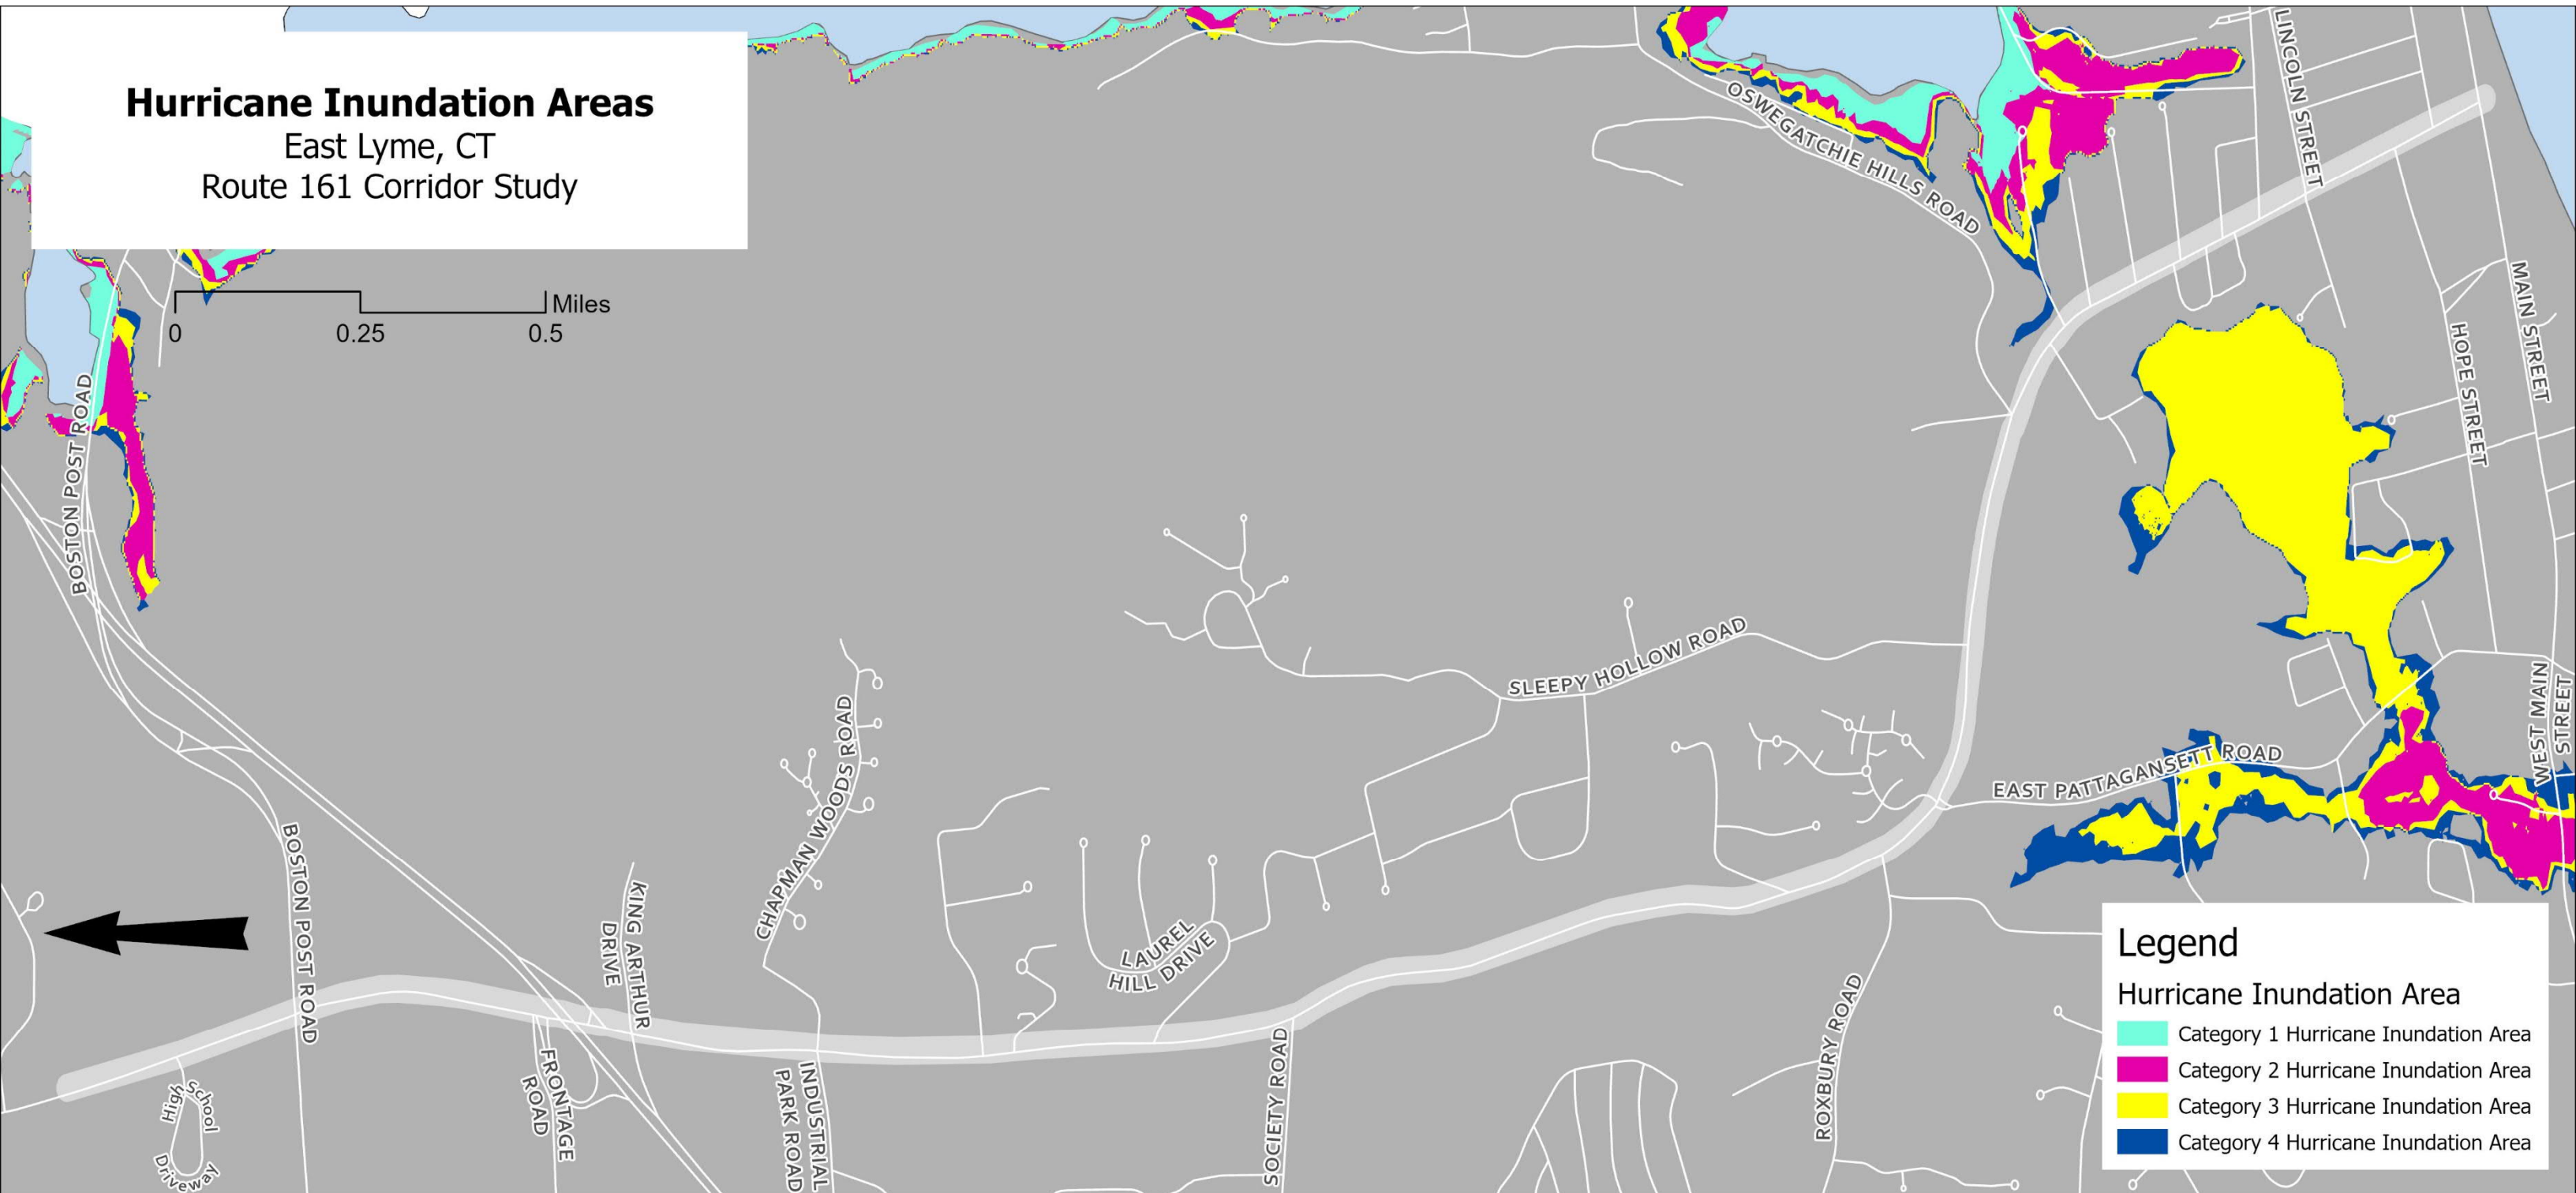 Hurricane Inundation Areas
East Lyme, CT
Route 161 Corridor Study
Miles
0
0.25
0.5
LINCOLN STREET
OSWEGATCHIE HILLS ROAD
MAIN STREET
HOPE STREET
BOSTON POST ROAD
SLEEPY HOLLOW ROAD
WEST MAIN
STREET
EAST PATTAGANSETT ROAD
CHAPMAN WOODS ROAD
BOSTON POST ROAD
KING ARTHUR
DRIVE
LAUREL
HILL DRIVE
ROXBURY ROAD
High School
Driveway
FRONTAGE
ROAD
INDUSTRIAL
PARK ROAD
SOCIETY ROAD
Legend
Hurricane Inundation Area
Category 1 Hurricane Inundation Area
Category 2 Hurricane Inundation Area
Category 3 Hurricane Inundation Area
Category 4 Hurricane Inundation Area